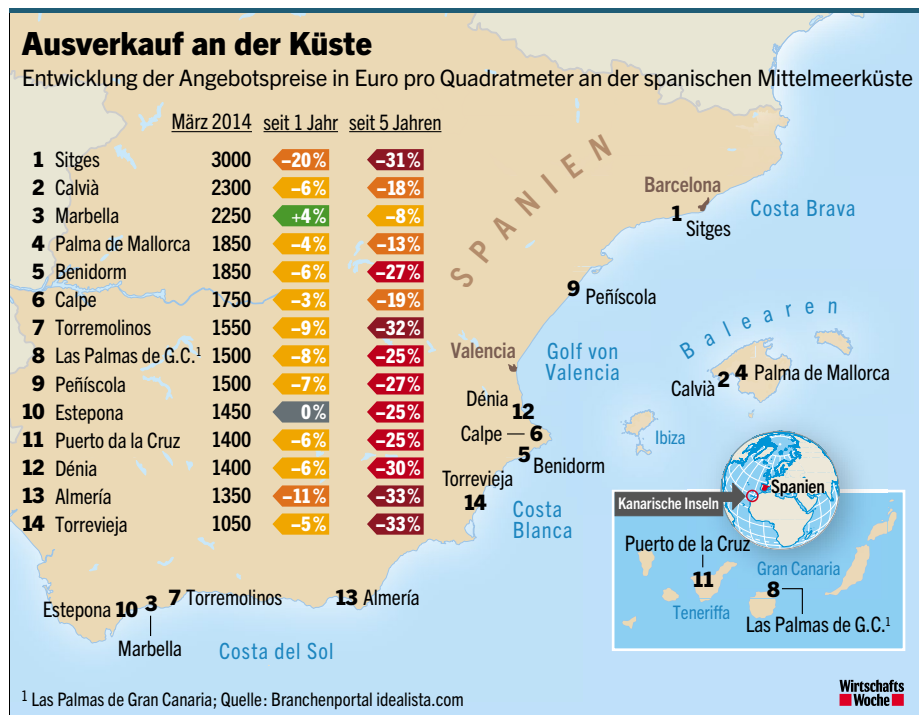 Ausverkauf an der Küste
Entwicklung der Angebotspreise in Euro pro Quadratmeter an der spanischen Mittelmeerküste
März 2014 seit 1 Jahr seit 5 Jahren
1 Sitges 3000 –20% –31%
2 Calvià 2300 –6% –18%
3 Marbella 2250 +4% –8%
4 Palma de Mallorca 1850 –4% –13%
5 Benidorm 1850 –6% –27%
6 Calpe 1750 –3% –19%
7 Torremolinos 1550 –9% –32%
8 Las Palmas de G.C.¹ 1500 –8% –25%
9 Peñíscola 1500 –7% –27%
10 Estepona 1450 0% –25%
11 Puerto da la Cruz 1400 –6% –25%
12 Dénia 1400 –6% –30%
13 Almería 1350 –11% –33%
14 Torrevieja 1050 –5% –33%
SPANIEN
Barcelona
1
Sitges
Costa Brava
9 Peñíscola
Balearen
Valencia
Golf von
Valencia
2 4 Palma de Mallorca
Calvià
Dénia
12
Calpe 6
Ibiza
5
Benidorm
Torrevieja
14
Costa
Blanca
Spanien
Kanarische Inseln
Puerto de la Cruz
11
Teneriffa
Gran Canaria
8
Las Palmas de G.C.¹
Estepona 10 3 7 Torremolinos 13 Almería
Marbella
Costa del Sol
¹ Las Palmas de Gran Canaria; Quelle: Branchenportal idealista.com
Wirtschafts
Woche